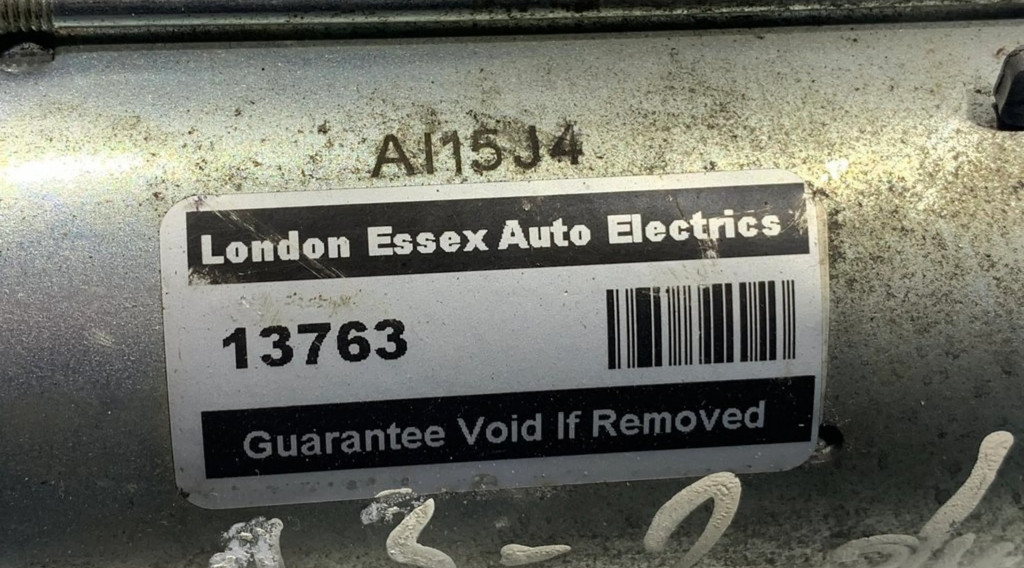 AI15J4
London Essex Auto Electrics
13763
Guarantee Void If Removed